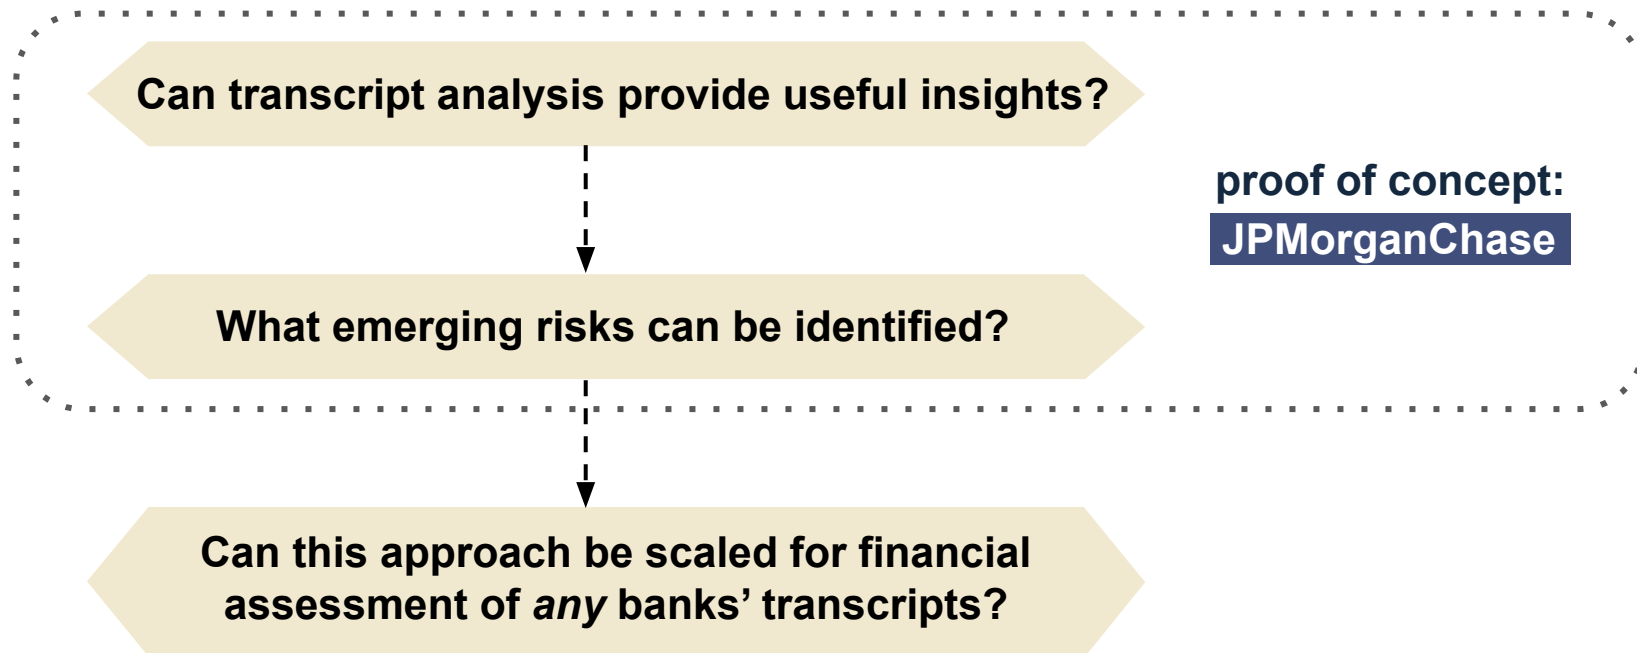 Can transcript analysis provide useful insights?
proof of concept:
JPMorganChase
What emerging risks can be identified?
Can this approach be scaled for financial
assessment of any banks’ transcripts?